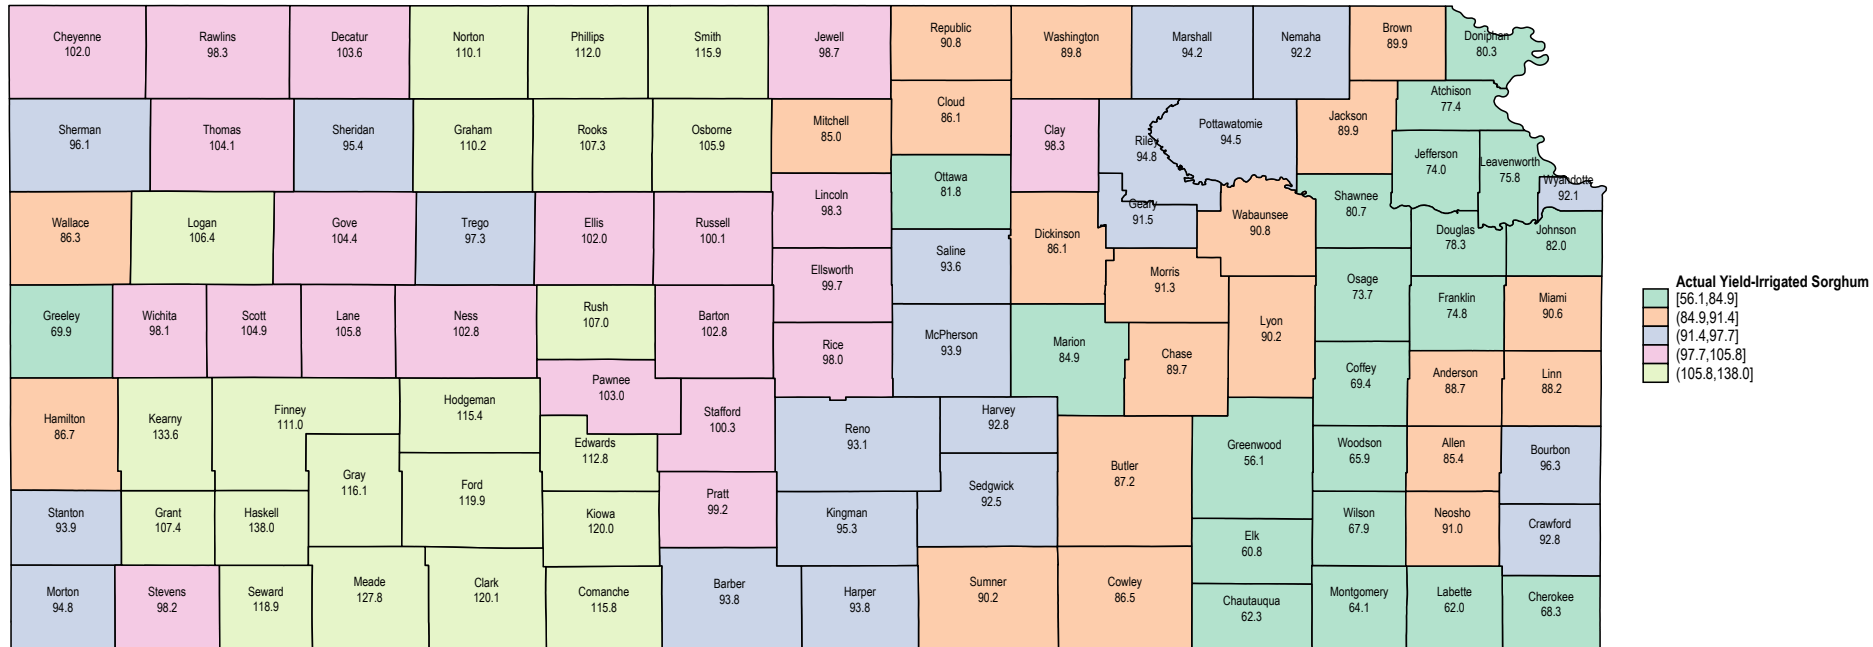 Cheyenne
102.0
Rawlins
98.3
Decatur
103.6
Norton
110.1
Phillips
112.0
Smith
115.9
Jewell
98.7
Republic
90.8
Washington
89.8
Marshall
94.2
Nemaha
92.2
Brown
89.9
Doniphan
80.3
Sherman
96.1
Thomas
104.1
Sheridan
95.4
Graham
110.2
Rooks
107.3
Osborne
105.9
Mitchell
85.0
Cloud
86.1
Clay
98.3
Riley
94.8
Pottawatomie
94.5
Jackson
89.9
Atchison
77.4
Jefferson
74.0
Leavenworth
75.8
Wyandotte
92.1
Wallace
86.3
Logan
106.4
Gove
104.4
Trego
97.3
Ellis
102.0
Russell
100.1
Lincoln
98.3
Ottawa
81.8
Saline
93.6
Dickinson
86.1
Geary
91.5
Wabaunsee
90.8
Shawnee
80.7
Douglas
78.3
Johnson
82.0
Greeley
69.9
Wichita
98.1
Scott
104.9
Lane
105.8
Ness
102.8
Rush
107.0
Barton
102.8
Ellsworth
99.7
Rice
98.0
McPherson
93.9
Marion
84.9
Morris
91.3
Chase
89.7
Lyon
90.2
Osage
73.7
Franklin
74.8
Miami
90.6
Hamilton
86.7
Kearny
133.6
Finney
111.0
Hodgeman
115.4
Pawnee
103.0
Stafford
100.3
Reno
93.1
Harvey
92.8
Butler
87.2
Greenwood
56.1
Coffey
69.4
Anderson
88.7
Linn
88.2
Gray
116.1
Ford
119.9
Edwards
112.8
Sedgwick
92.5
Woodson
65.9
Allen
85.4
Bourbon
96.3
Stanton
93.9
Grant
107.4
Haskell
138.0
Kiowa
120.0
Pratt
99.2
Kingman
95.3
Elk
60.8
Wilson
67.9
Neosho
91.0
Crawford
92.8
Morton
94.8
Stevens
98.2
Seward
118.9
Meade
127.8
Clark
120.1
Comanche
115.8
Barber
93.8
Harper
93.8
Sumner
90.2
Cowley
86.5
Chautauqua
62.3
Montgomery
64.1
Labette
62.0
Cherokee
68.3
Actual Yield-Irrigated Sorghum
[56.1,84.9]
(84.9,91.4]
(91.4,97.7]
(97.7,105.8]
(105.8,138.0]